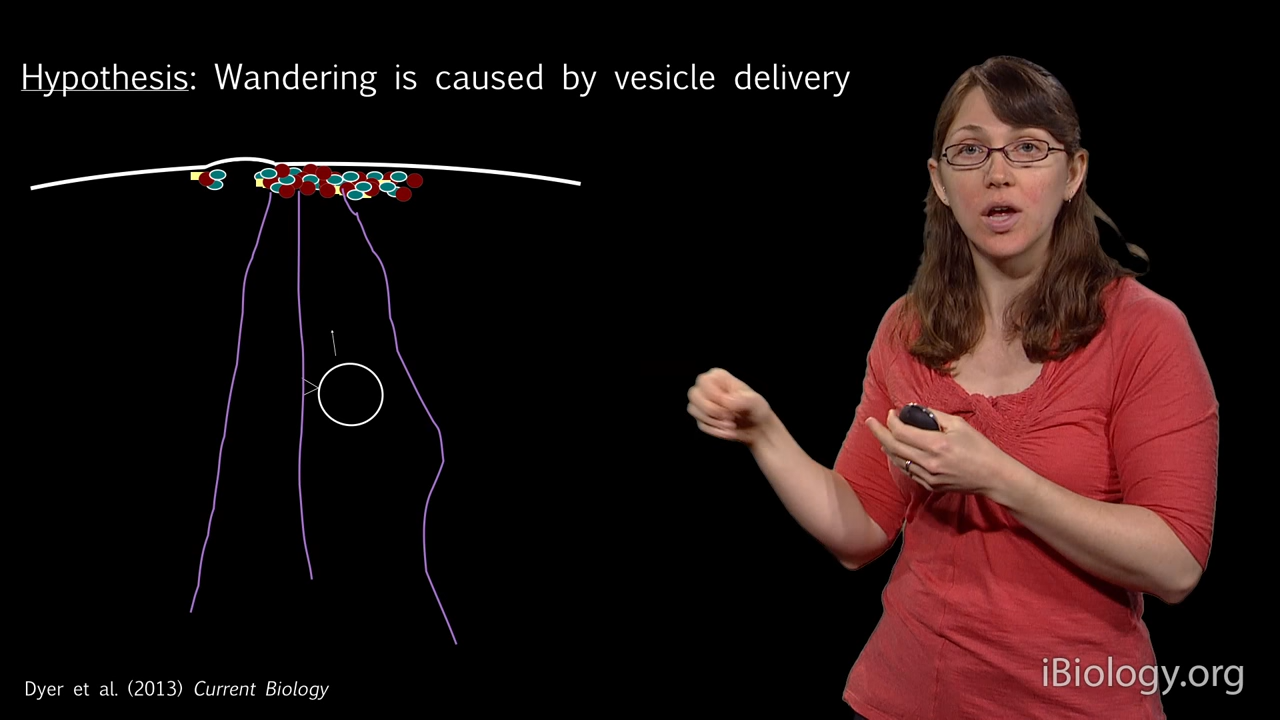 Hypothesis: Wandering is caused by vesicle delivery
Dyer et al. (2013) Current Biology
iBiology.org